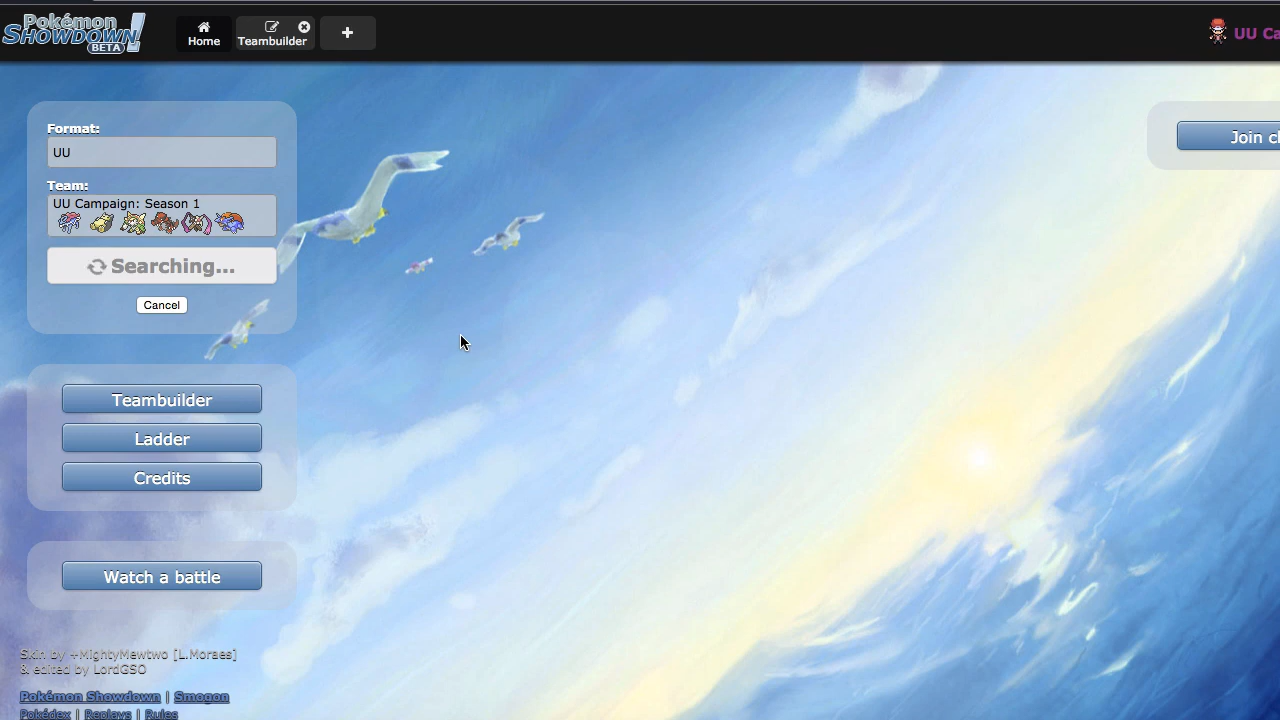 Pokémon
SHOWDOWN!
BETA
Home
Teambuilder
+
UU Ca
Format:
UU
Team:
UU Campaign: Season 1
Searching...
Cancel
Join c
Teambuilder
Ladder
Credits
Watch a battle
Skin by +MightyMewtwo [L.Moraes]
& edited by LordGSO
Pokémon Showdown | Smogon
Pokédex | Replays | Rules